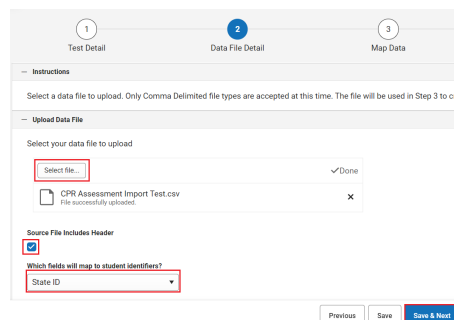 1 2 3
Test Detail Data File Detail Map Data
— Instructions
Select a data file to upload. Only Comma Delimited file types are accepted at this time. The file will be used in Step 3 to c
— Upload Data File
Select your data file to upload
Select file... ✓Done
CPR Assessment Import Test.csv
File successfully uploaded.
Source File Includes Header
Which fields will map to student identifiers?
State ID
Previous Save Save & Next